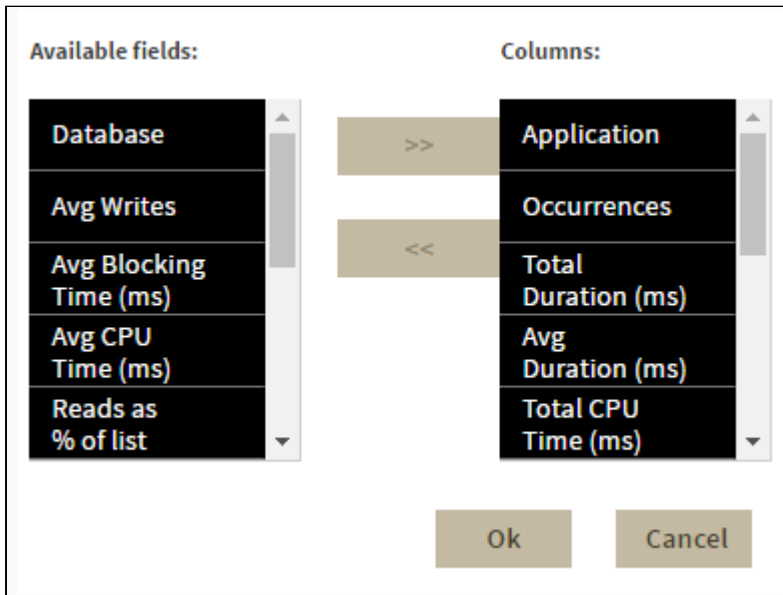 Available fields:
Columns:
Database
Avg Writes
Avg Blocking
Time (ms)
Avg CPU
Time (ms)
Reads as
% of list
>>
<<
Application
Occurrences
Total
Duration (ms)
Avg
Duration (ms)
Total CPU
Time (ms)
Ok
Cancel